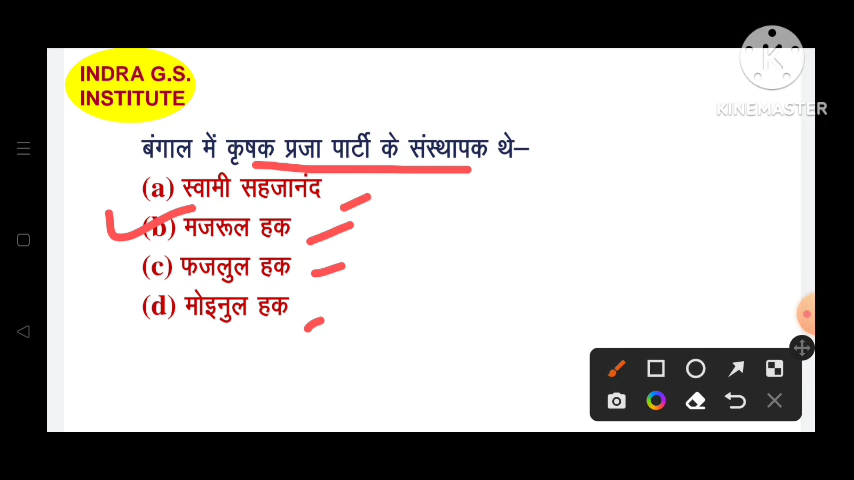 INDRA G.S.
INSTITUTE
KINEMASTER
बंगाल में कृषक प्रजा पार्टी के संस्थापक थे–
(a) स्वामी सहजानंद
(b) मजरूल हक
(c) फजलुल हक
(d) मोइनुल हक